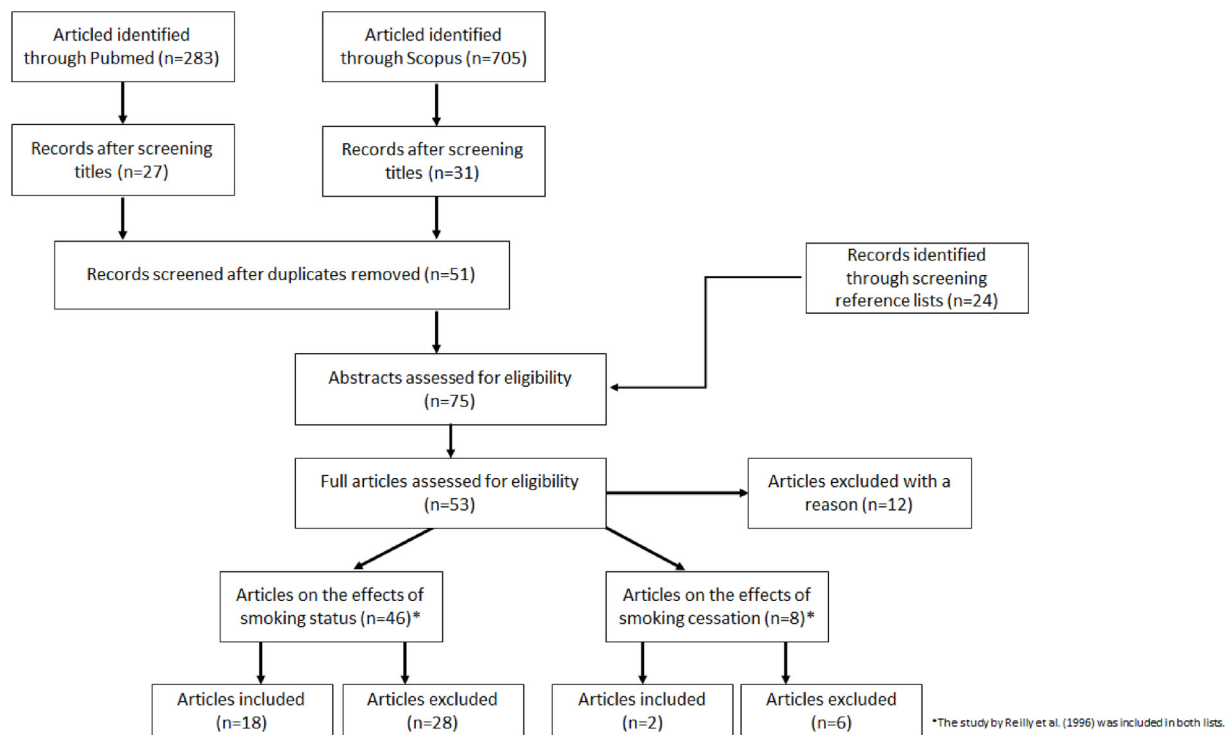 Articled identified
through Pubmed (n=283)
Articled identified
through Scopus (n=705)
Records after screening
titles (n=27)
Records after screening
titles (n=31)
Records screened after duplicates removed (n=51)
Records identified
through screening
reference lists (n=24)
Abstracts assessed for eligibility
(n=75)
Full articles assessed for eligibility
(n=53)
Articles excluded with a
reason (n=12)
Articles on the effects of
smoking status (n=46)*
Articles on the effects of
smoking cessation (n=8)*
Articles included
(n=18)
Articles excluded
(n=28)
Articles included
(n=2)
Articles excluded
(n=6)
*The study by Reilly et al. (1996) was included in both lists.